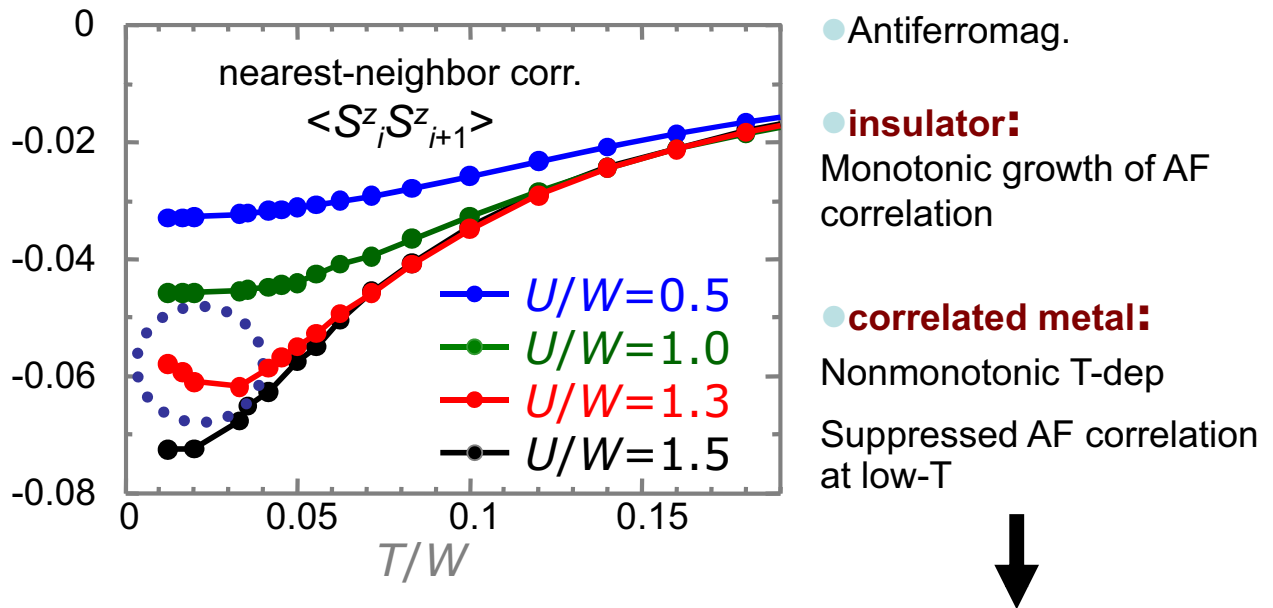 0
-0.02
-0.04
-0.06
-0.08
0
0.05
0.1
0.15
T/W
nearest-neighbor corr.
<S^z_i S^z_{i+1}>
U/W=0.5
U/W=1.0
U/W=1.3
U/W=1.5
Antiferromag.
insulator:
Monotonic growth of AF
correlation
correlated metal:
Nonmonotonic T-dep
Suppressed AF correlation
at low-T